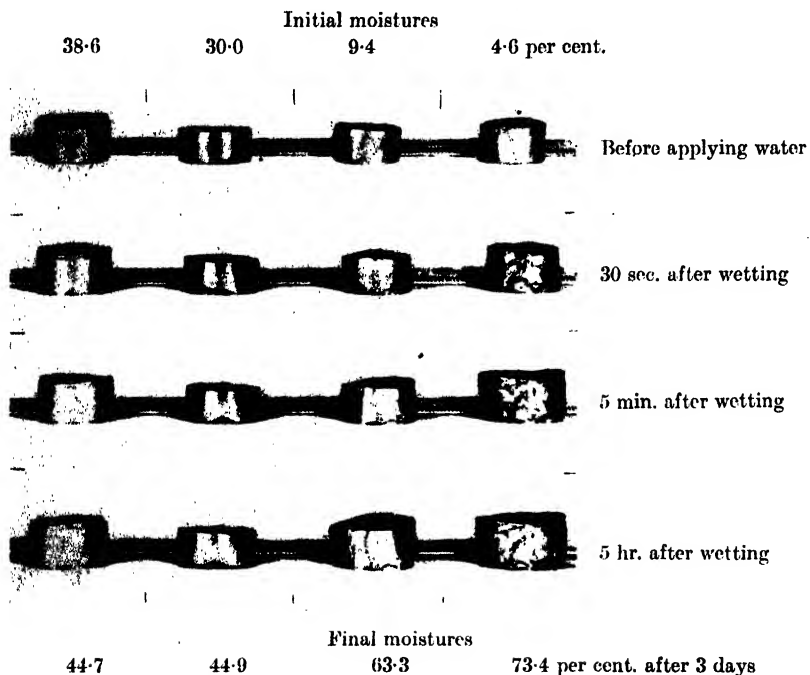 Initial moistures
38·6 30·0 9·4 4·6 per cent.
Before applying water
30 sec. after wetting
5 min. after wetting
5 hr. after wetting
Final moistures
44·7 44·9 63·3 73·4 per cent. after 3 days